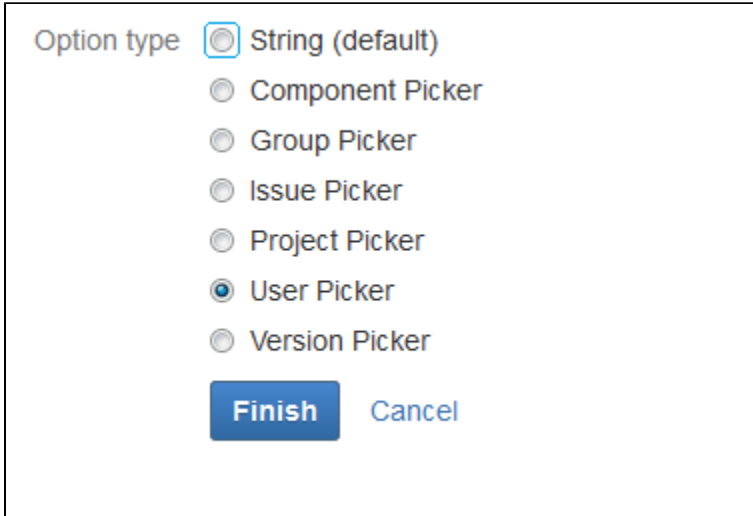 Option type String (default)
Component Picker
Group Picker
Issue Picker
Project Picker
User Picker
Version Picker
Finish Cancel